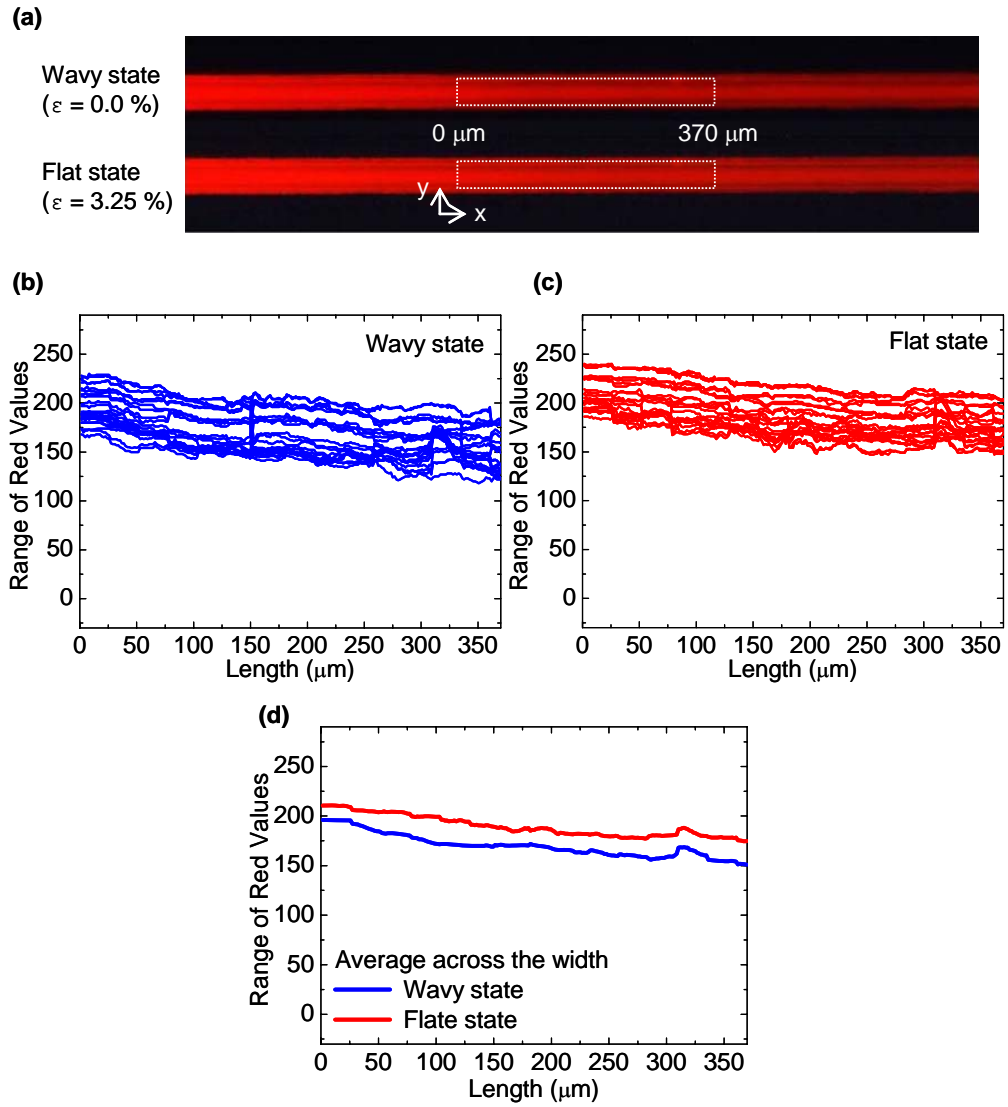 (a)
Wavy state
(ε = 0.0 %)
0 μm
370 μm
Flat state
(ε = 3.25 %)
y
x
(b)
Wavy state
250
200
150
100
50
0
Range of Red Values
0 50 100 150 200 250 300 350
Length (μm)
(c)
Flat state
250
200
150
100
50
0
Range of Red Values
0 50 100 150 200 250 300 350
Length (μm)
(d)
250
200
150
100
50
0
Range of Red Values
Average across the width
Wavy state
Flate state
0 50 100 150 200 250 300 350
Length (μm)